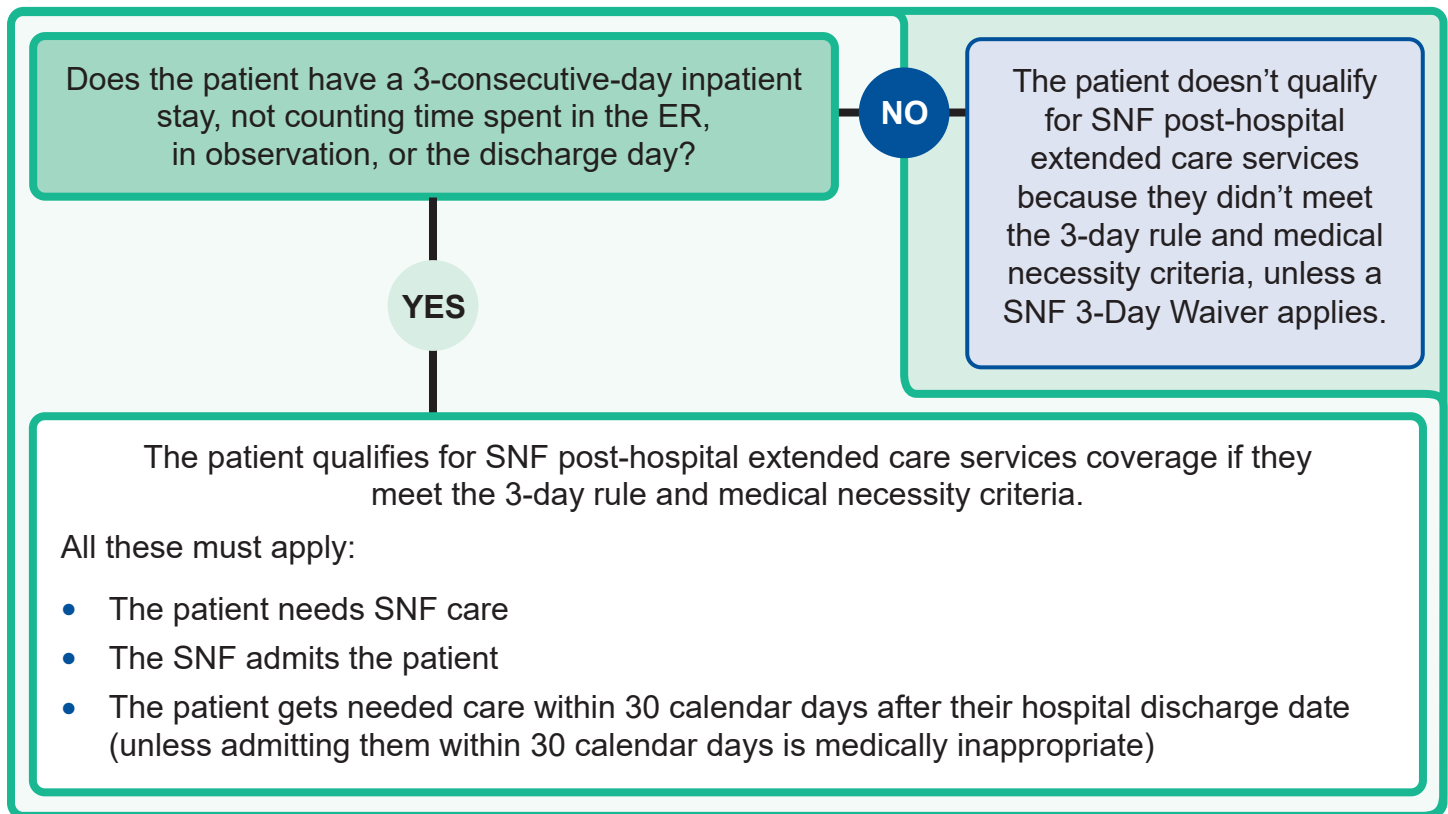 Does the patient have a 3-consecutive-day inpatient
stay, not counting time spent in the ER,
in observation, or the discharge day?
NO
The patient doesn’t qualify
for SNF post-hospital
extended care services
because they didn’t meet
the 3-day rule and medical
necessity criteria, unless a
SNF 3-Day Waiver applies.
YES
The patient qualifies for SNF post-hospital extended care services coverage if they
meet the 3-day rule and medical necessity criteria.
All these must apply:
• The patient needs SNF care
• The SNF admits the patient
• The patient gets needed care within 30 calendar days after their hospital discharge date
(unless admitting them within 30 calendar days is medically inappropriate)